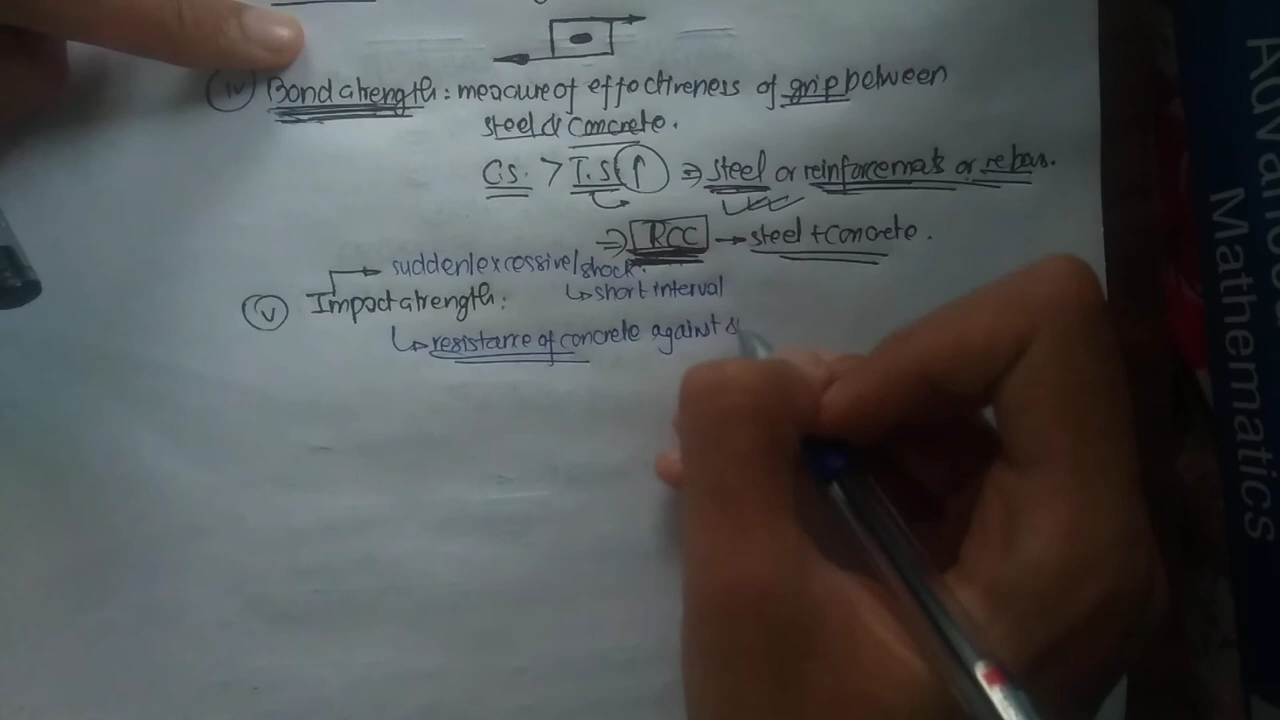 (iv) Bond strength: measure of effectiveness of grip between
steel & concrete.
C.S. > T.S(↑) ⇒ steel or reinforcements or rebars.
⇒ RCC → steel + concrete.
sudden/excessive/shock.
↳ short interval
(v) Impact strength:
↳ resistance of concrete against
Advanced
Mathematics